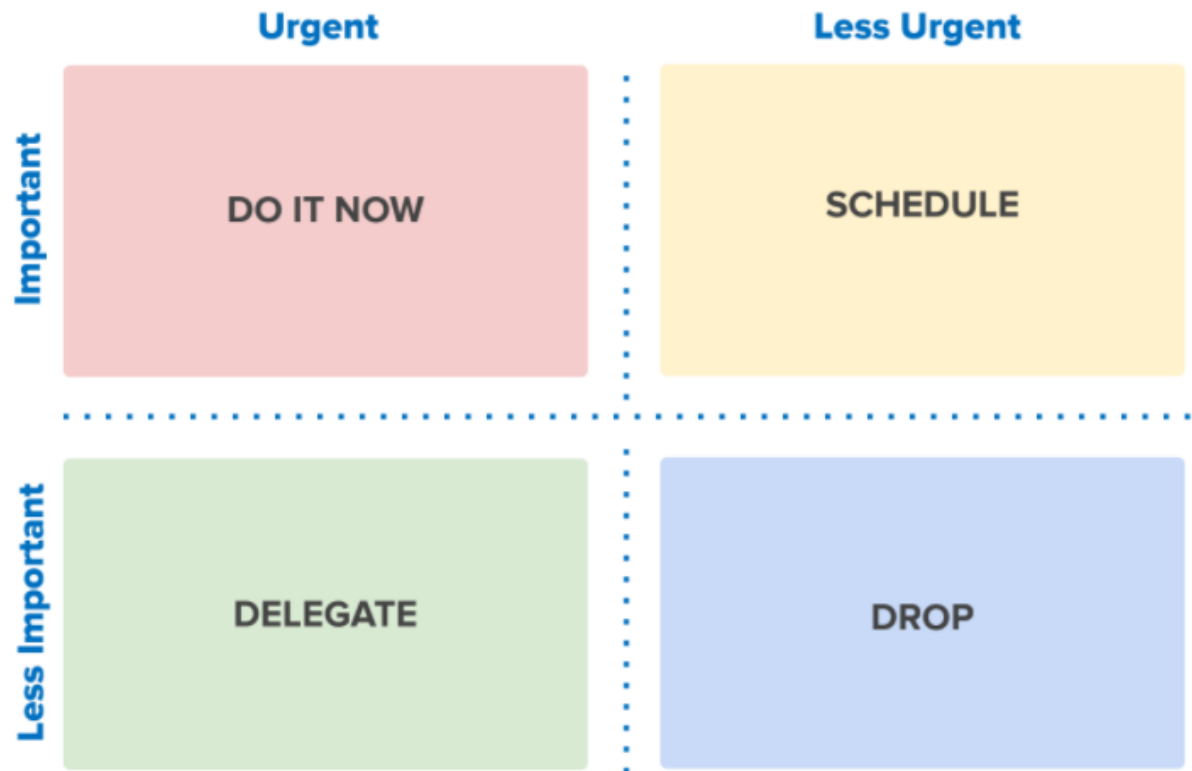 Urgent
Less Urgent
Important
DO IT NOW
SCHEDULE
Less Important
DELEGATE
DROP